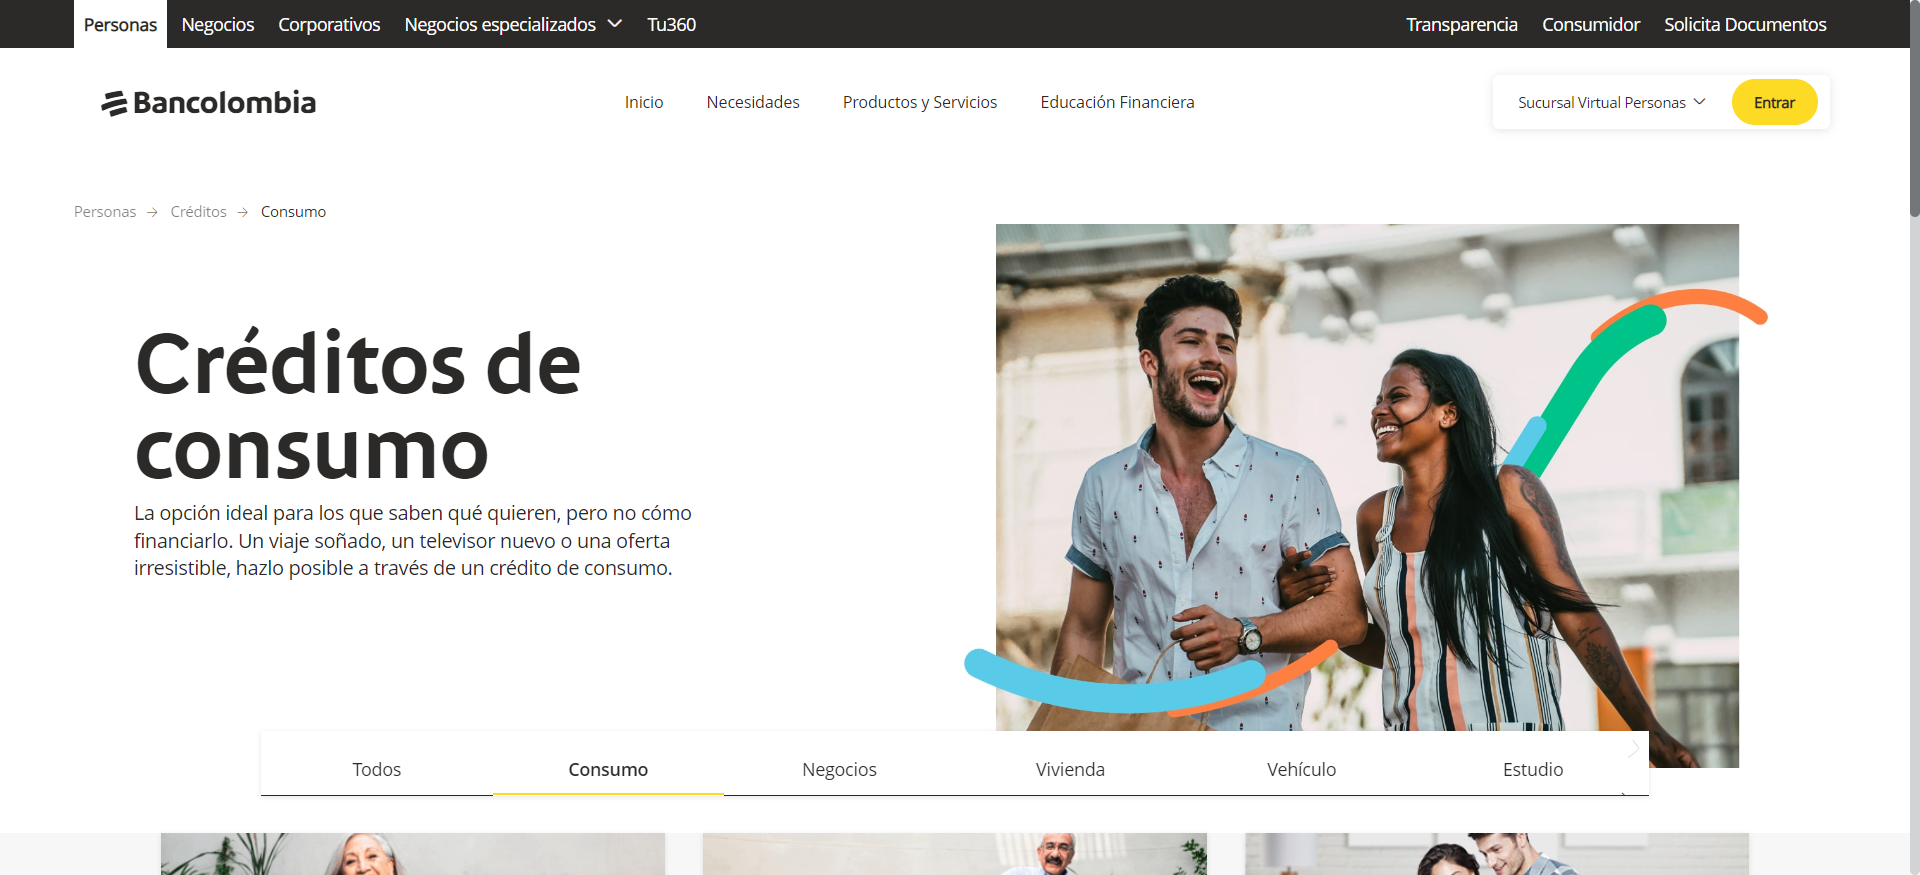 Personas Negocios Corporativos Negocios especializados Tu360 Transparencia Consumidor Solicita Documentos
Bancolombia Inicio Necesidades Productos y Servicios Educación Financiera Sucursal Virtual Personas Entrar
Personas Créditos Consumo
Créditos de
consumo
La opción ideal para los que saben qué quieren, pero no cómo
financiarlo. Un viaje soñado, un televisor nuevo o una oferta
irresistible, hazlo posible a través de un crédito de consumo.
Todos Consumo Negocios Vivienda Vehículo Estudio